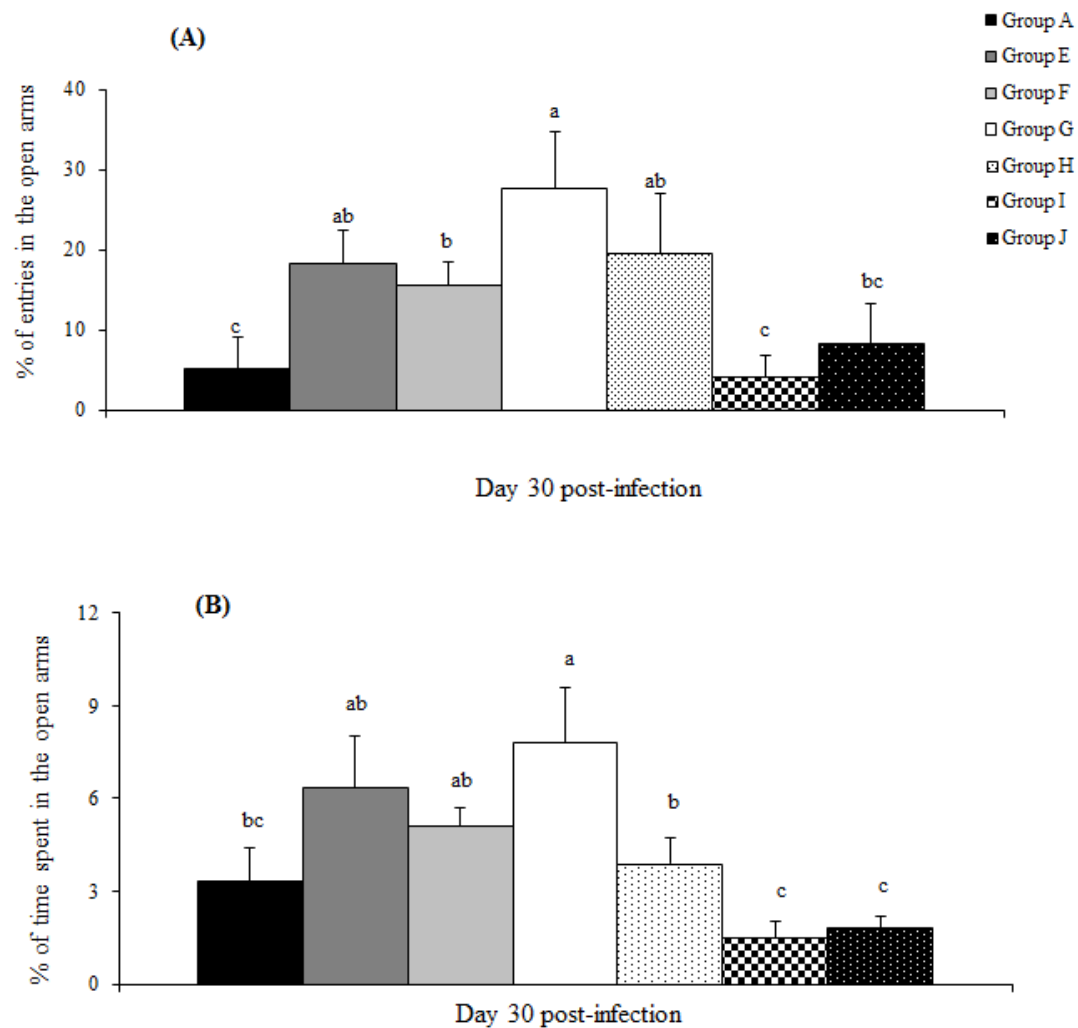 (A)
Group A
Group E
Group F
Group G
Group H
Group I
Group J
% of entries in the open arms
40
30
20
10
0
c
ab
b
a
ab
c
bc
Day 30 post-infection
(B)
% of time spent in the open arms
12
9
6
3
0
bc
ab
ab
a
b
c
c
Day 30 post-infection